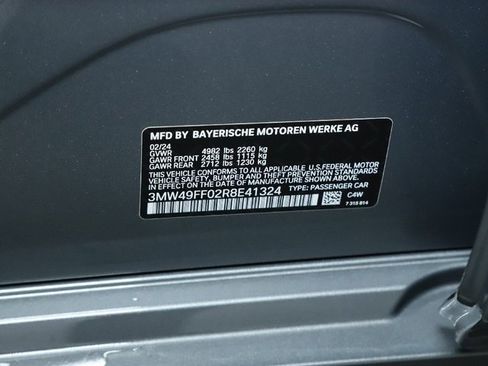 MFD BY BAYERISCHE MOTOREN WERKE AG
02/24
GVWR 4982 lbs 2260 kg
GAWR FRONT 2458 lbs 1115 kg
GAWR REAR 2712 lbs 1230 kg
THIS CONFORMS TO ALL APPLICABLE U.S.FEDERAL MOTOR
VEHICLE SAFETY, BUMPER AND THEFT PREVENTION STANDARDS
IN EFFECT ON THE DATE OF MANUFACTURE SHOWN ABOVE.
3MW49FF02R8E41324 TYPE: PASSENGER CAR
C4W
7 315 814